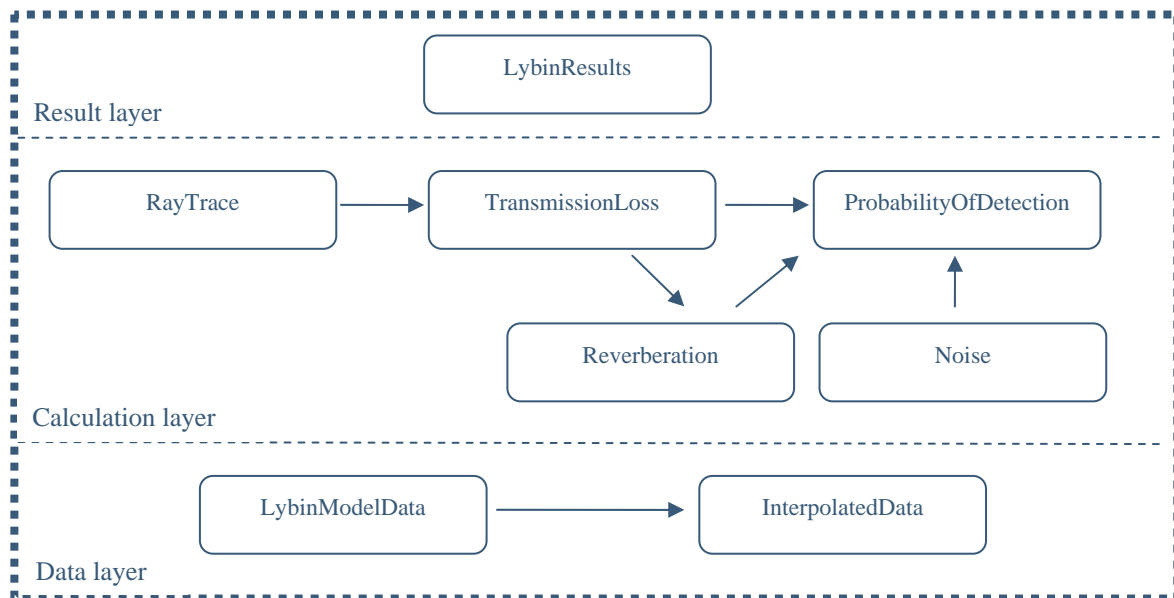 LybinResults
Result layer
RayTrace
TransmissionLoss
ProbabilityOfDetection
Reverberation
Noise
Calculation layer
LybinModelData
InterpolatedData
Data layer